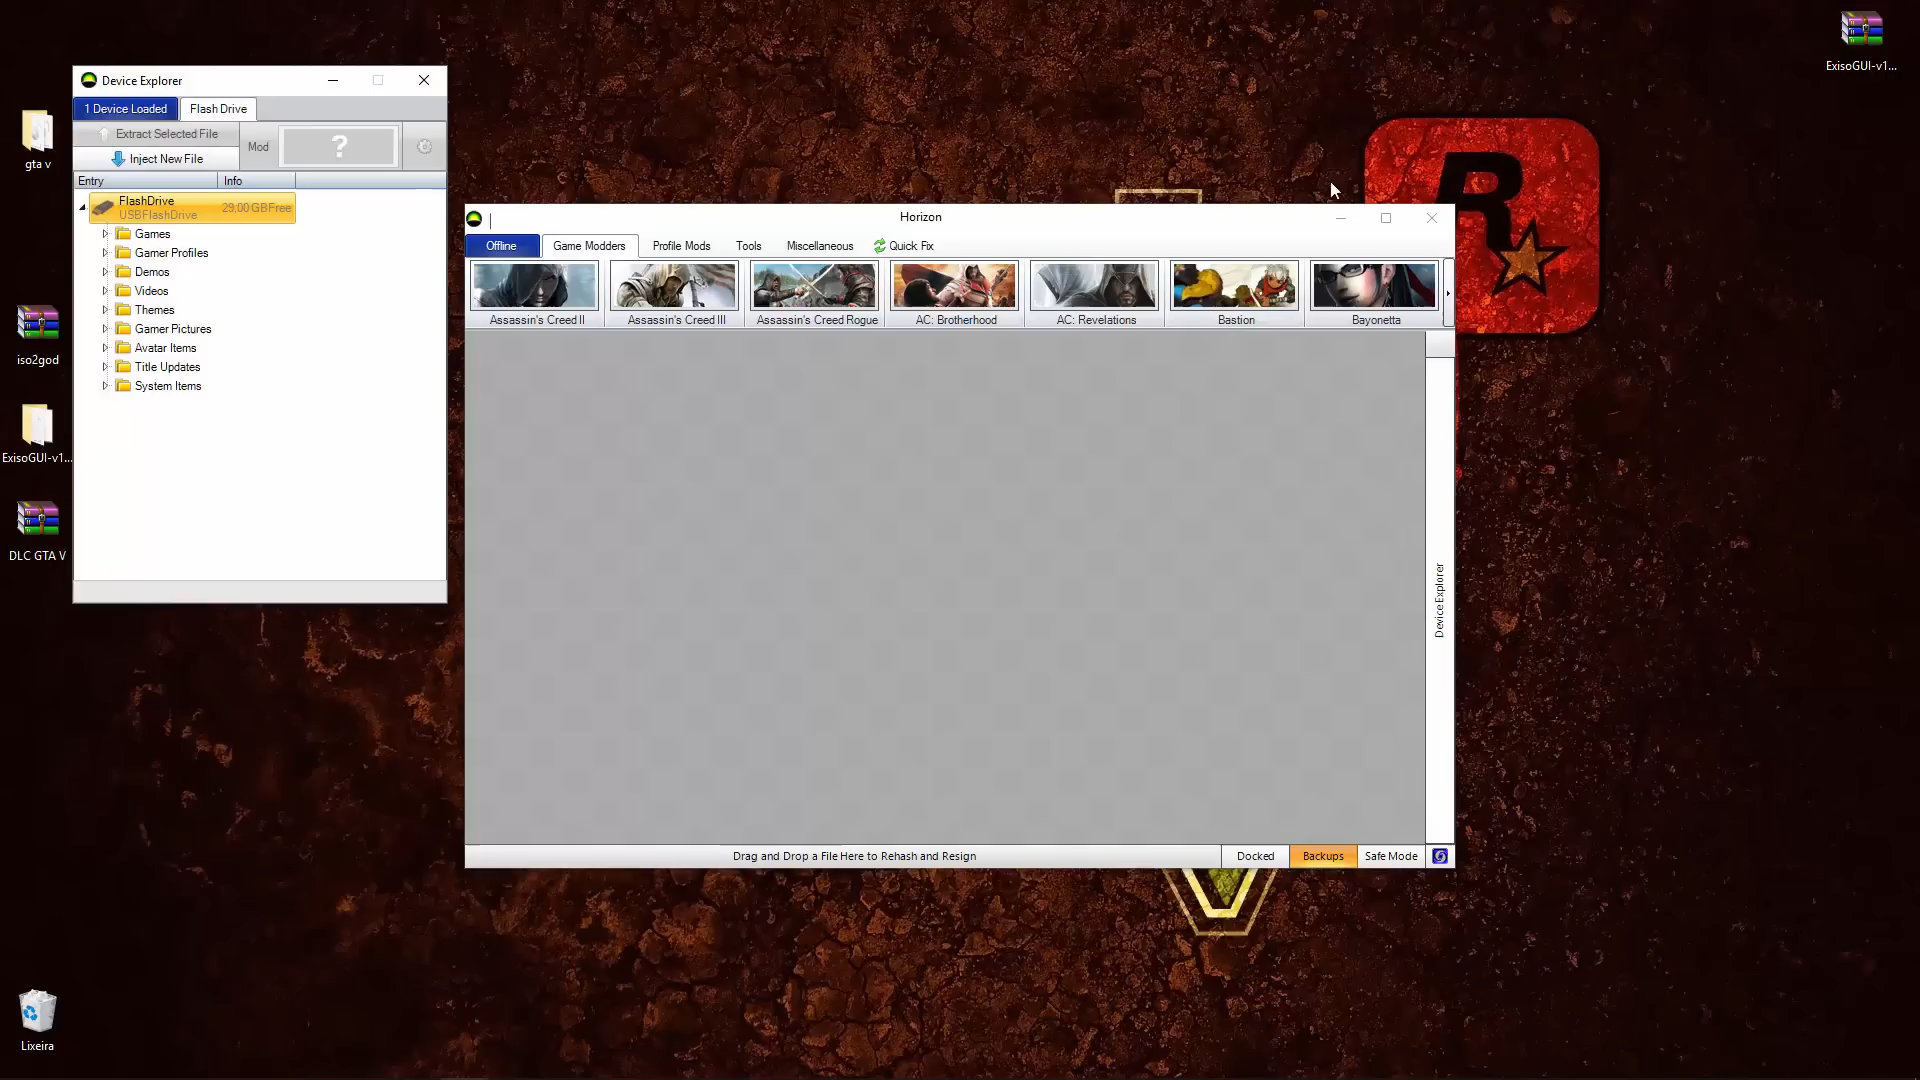 ExisoGUI-v1...
Device Explorer
1 Device Loaded
Flash Drive
Extract Selected File
Mod
?
Inject New File
Entry
Info
FlashDrive
USBFlashDrive
29,00 GBFree
Games
Gamer Profiles
Demos
Videos
Themes
Gamer Pictures
Avatar Items
Title Updates
System Items
gta v
iso2god
ExisoGUI-v1...
DLC GTA V
Lixeira
Horizon
Offline
Game Modders
Profile Mods
Tools
Miscellaneous
Quick Fix
Assassin's Creed II
Assassin's Creed III
Assassin's Creed Rogue
AC: Brotherhood
AC: Revelations
Bastion
Bayonetta
Device Explorer
Drag and Drop a File Here to Rehash and Resign
Docked
Backups
Safe Mode
R